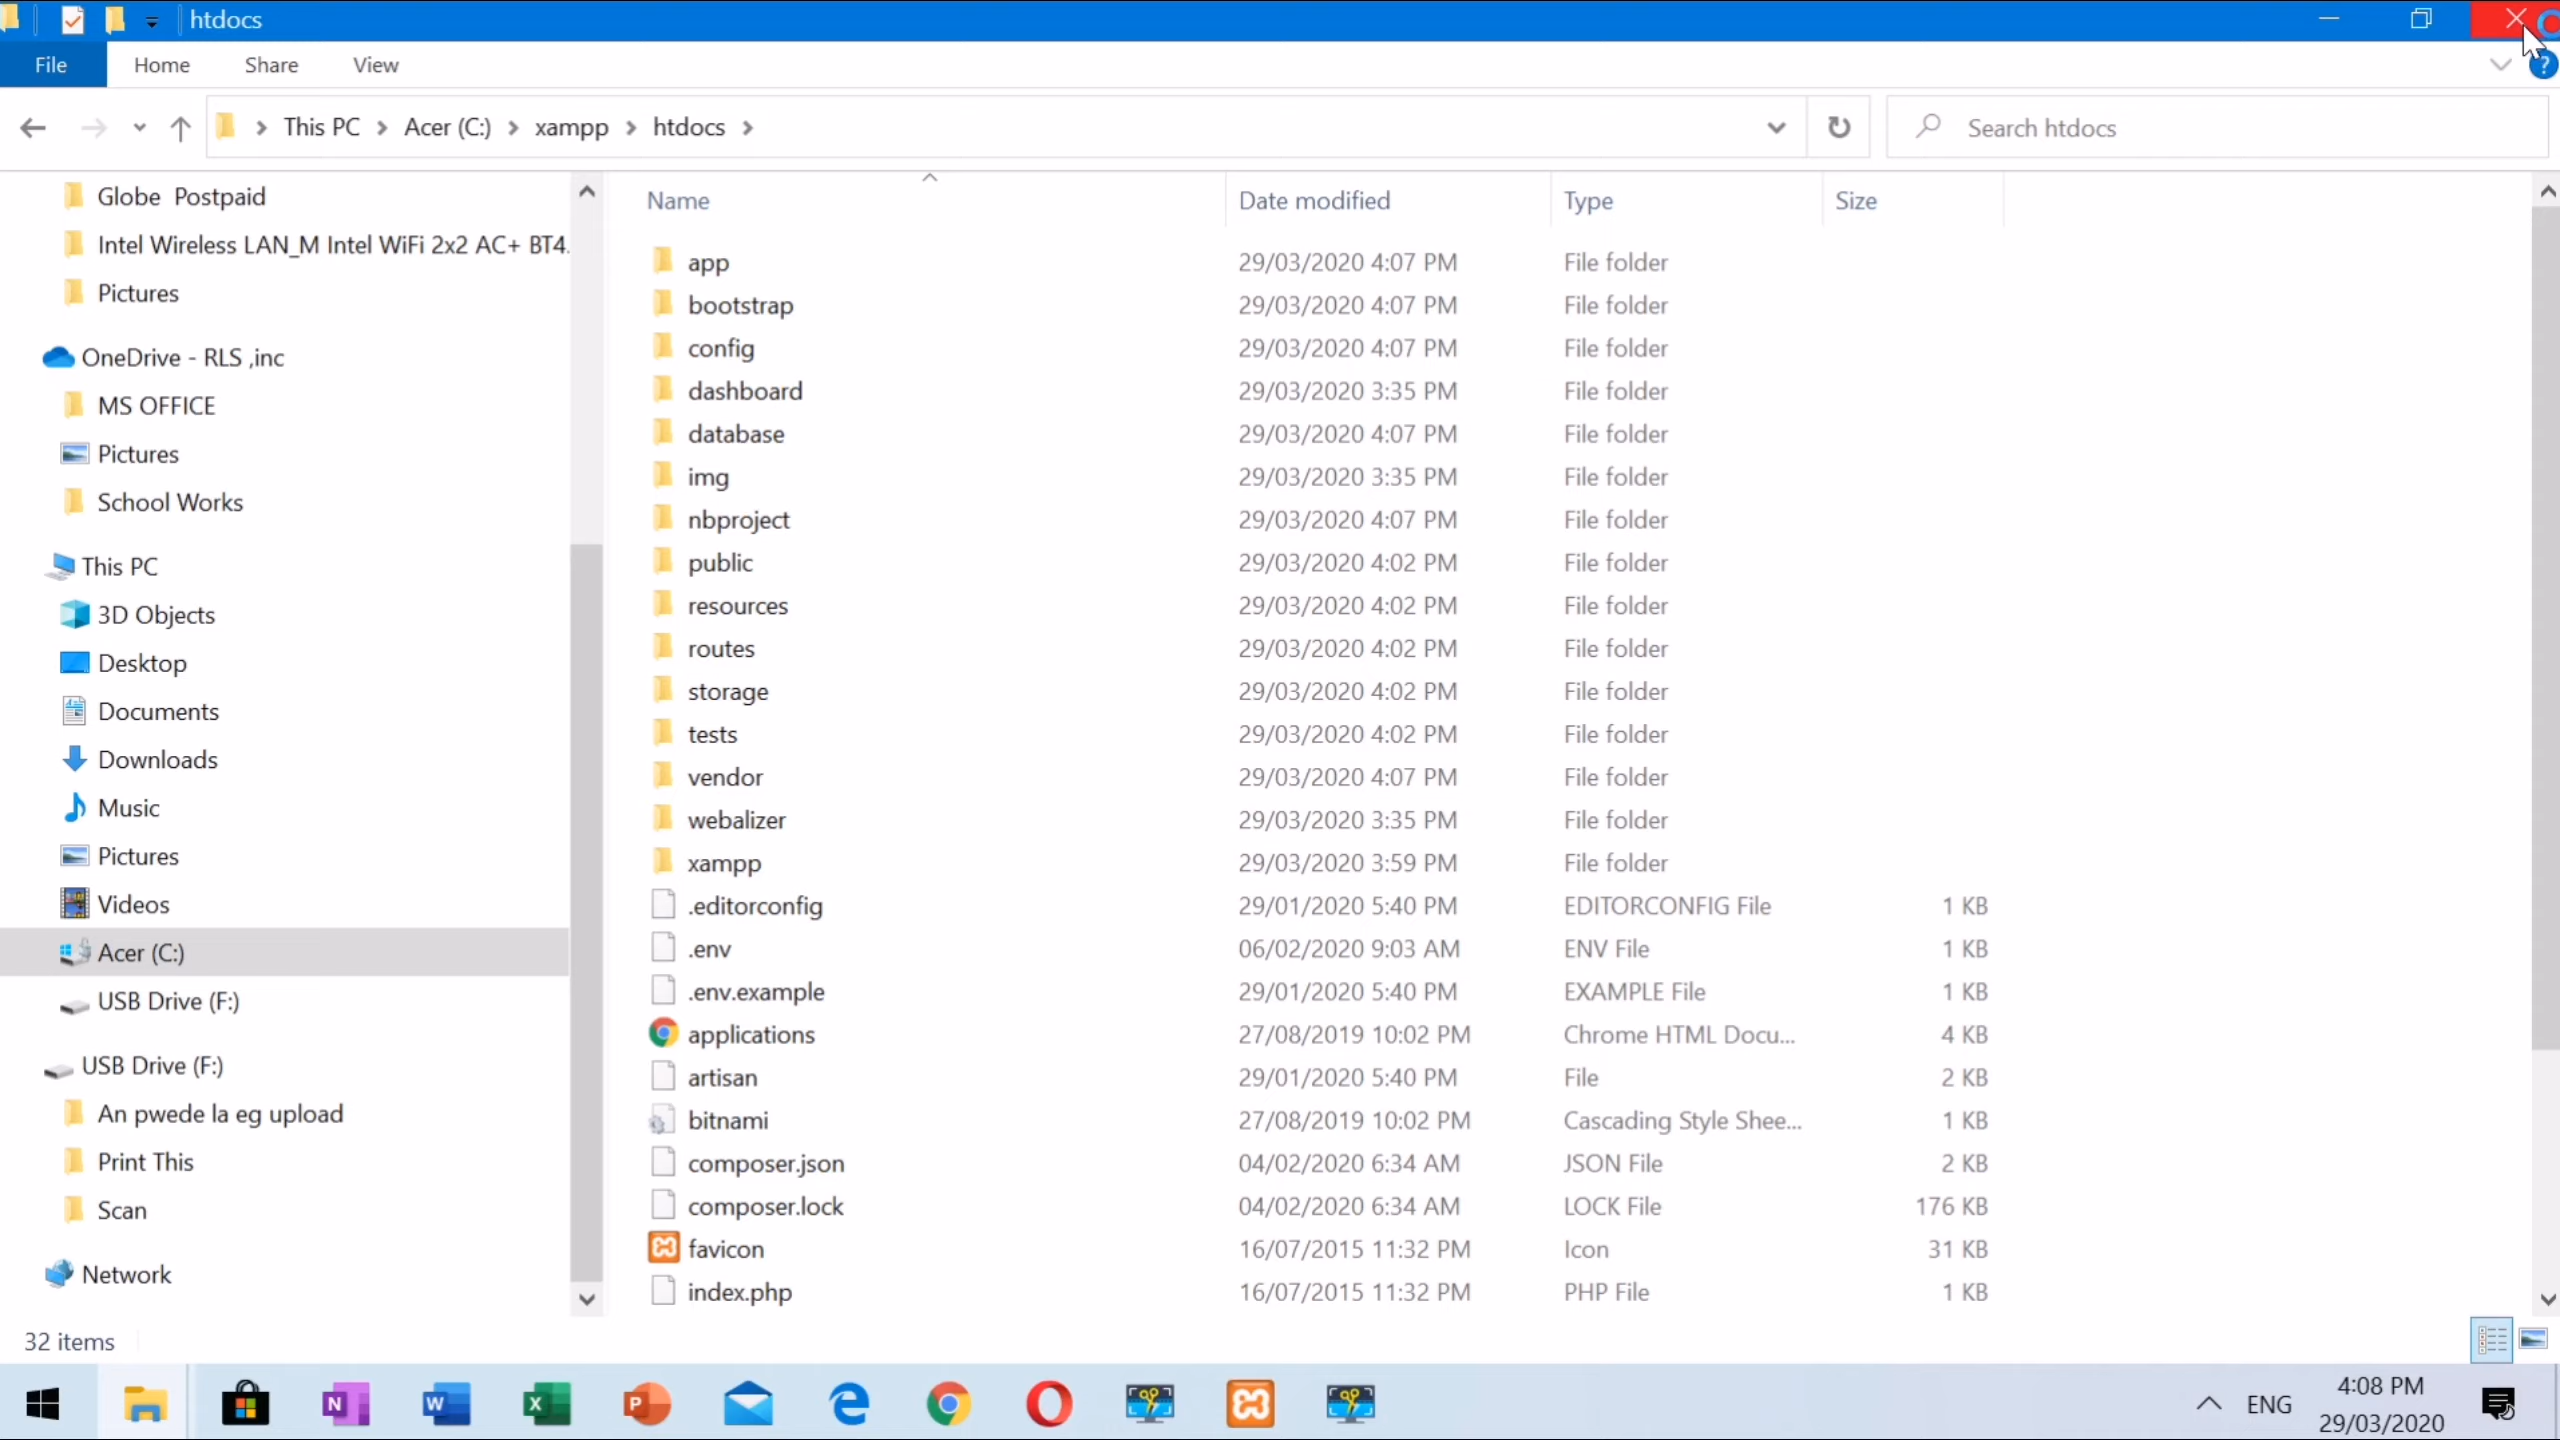 htdocs
File Home Share View
This PC Acer (C:) xampp htdocs
Search htdocs
Globe Postpaid
Intel Wireless LAN_M Intel WiFi 2x2 AC+ BT4.
Pictures
OneDrive - RLS ,inc
MS OFFICE
Pictures
School Works
This PC
3D Objects
Desktop
Documents
Downloads
Music
Pictures
Videos
Acer (C:)
USB Drive (F:)
USB Drive (F:)
An pwede la eg upload
Print This
Scan
Network
Name Date modified Type Size
app 29/03/2020 4:07 PM File folder
bootstrap 29/03/2020 4:07 PM File folder
config 29/03/2020 4:07 PM File folder
dashboard 29/03/2020 3:35 PM File folder
database 29/03/2020 4:07 PM File folder
img 29/03/2020 3:35 PM File folder
nbproject 29/03/2020 4:07 PM File folder
public 29/03/2020 4:02 PM File folder
resources 29/03/2020 4:02 PM File folder
routes 29/03/2020 4:02 PM File folder
storage 29/03/2020 4:02 PM File folder
tests 29/03/2020 4:02 PM File folder
vendor 29/03/2020 4:07 PM File folder
webalizer 29/03/2020 3:35 PM File folder
xampp 29/03/2020 3:59 PM File folder
.editorconfig 29/01/2020 5:40 PM EDITORCONFIG File 1 KB
.env 06/02/2020 9:03 AM ENV File 1 KB
.env.example 29/01/2020 5:40 PM EXAMPLE File 1 KB
applications 27/08/2019 10:02 PM Chrome HTML Docu... 4 KB
artisan 29/01/2020 5:40 PM File 2 KB
bitnami 27/08/2019 10:02 PM Cascading Style Shee... 1 KB
composer.json 04/02/2020 6:34 AM JSON File 2 KB
composer.lock 04/02/2020 6:34 AM LOCK File 176 KB
favicon 16/07/2015 11:32 PM Icon 31 KB
index.php 16/07/2015 11:32 PM PHP File 1 KB
32 items
ENG
4:08 PM
29/03/2020